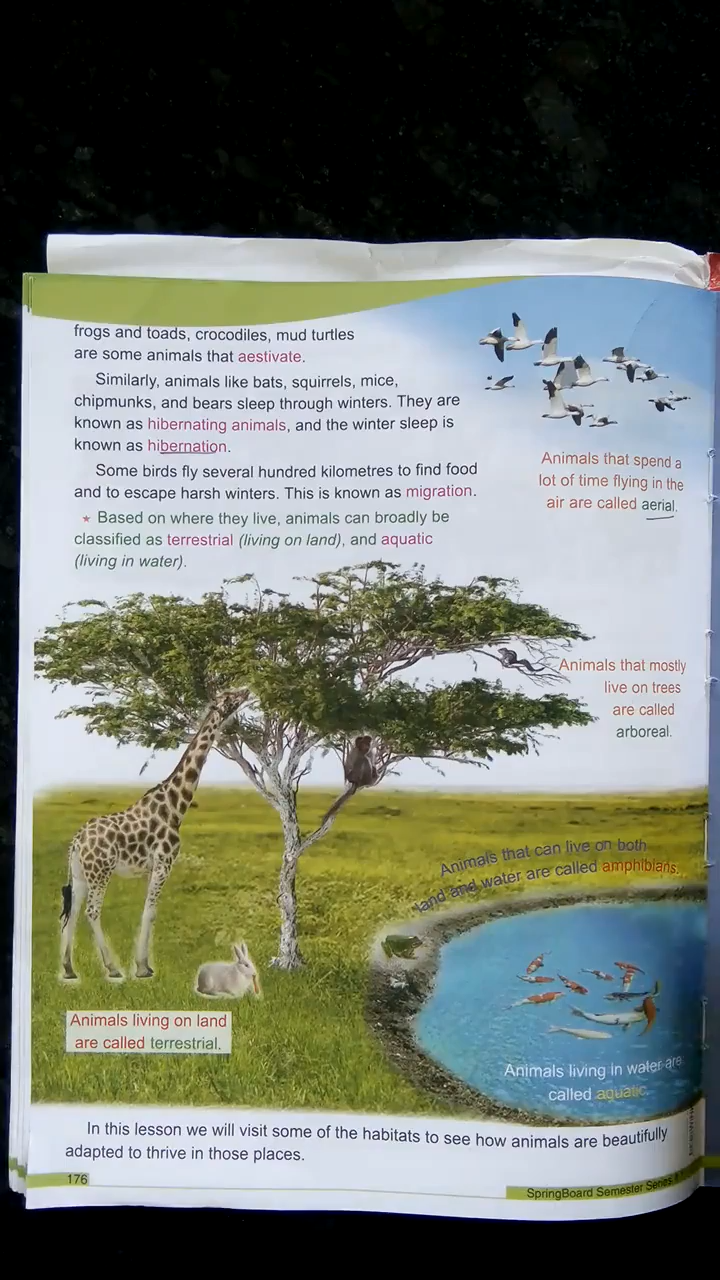 frogs and toads, crocodiles, mud turtles
are some animals that aestivate.
Similarly, animals like bats, squirrels, mice,
chipmunks, and bears sleep through winters. They are
known as hibernating animals, and the winter sleep is
known as hibernation.
Some birds fly several hundred kilometres to find food
and to escape harsh winters. This is known as migration.
★ Based on where they live, animals can broadly be
classified as terrestrial (living on land), and aquatic
(living in water).
Animals that spend a
lot of time flying in the
air are called aerial.
Animals that mostly
live on trees
are called
arboreal.
Animals that can live on both
land and water are called amphibians.
Animals living on land
are called terrestrial.
Animals living in water are
called aquatic.
In this lesson we will visit some of the habitats to see how animals are beautifully
adapted to thrive in those places.
176
SpringBoard Semester Series